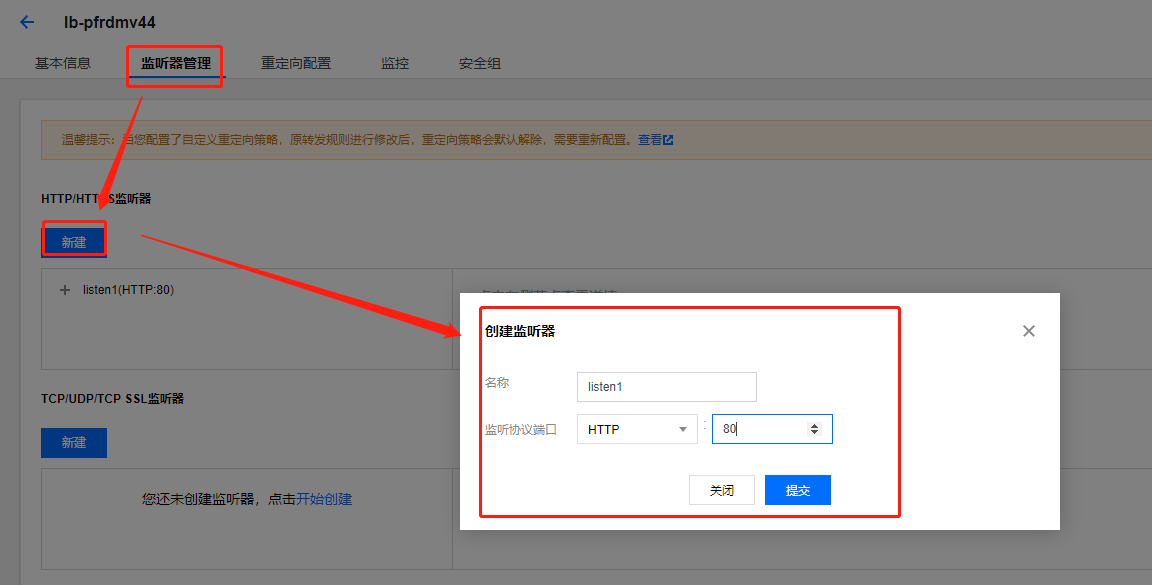 lb-pfrdmv44
基本信息 监听器管理 重定向配置 监控 安全组
温馨提示：当您配置了自定义重定向策略，原转发规则进行修改后，重定向策略会默认解除，需要重新配置。查看
HTTP/HTTPS监听器
新建
listen1(HTTP:80)
创建监听器
名称 listen1
监听协议端口 HTTP : 80
关闭 提交
TCP/UDP/TCP SSL监听器
新建
您还未创建监听器，点击开始创建